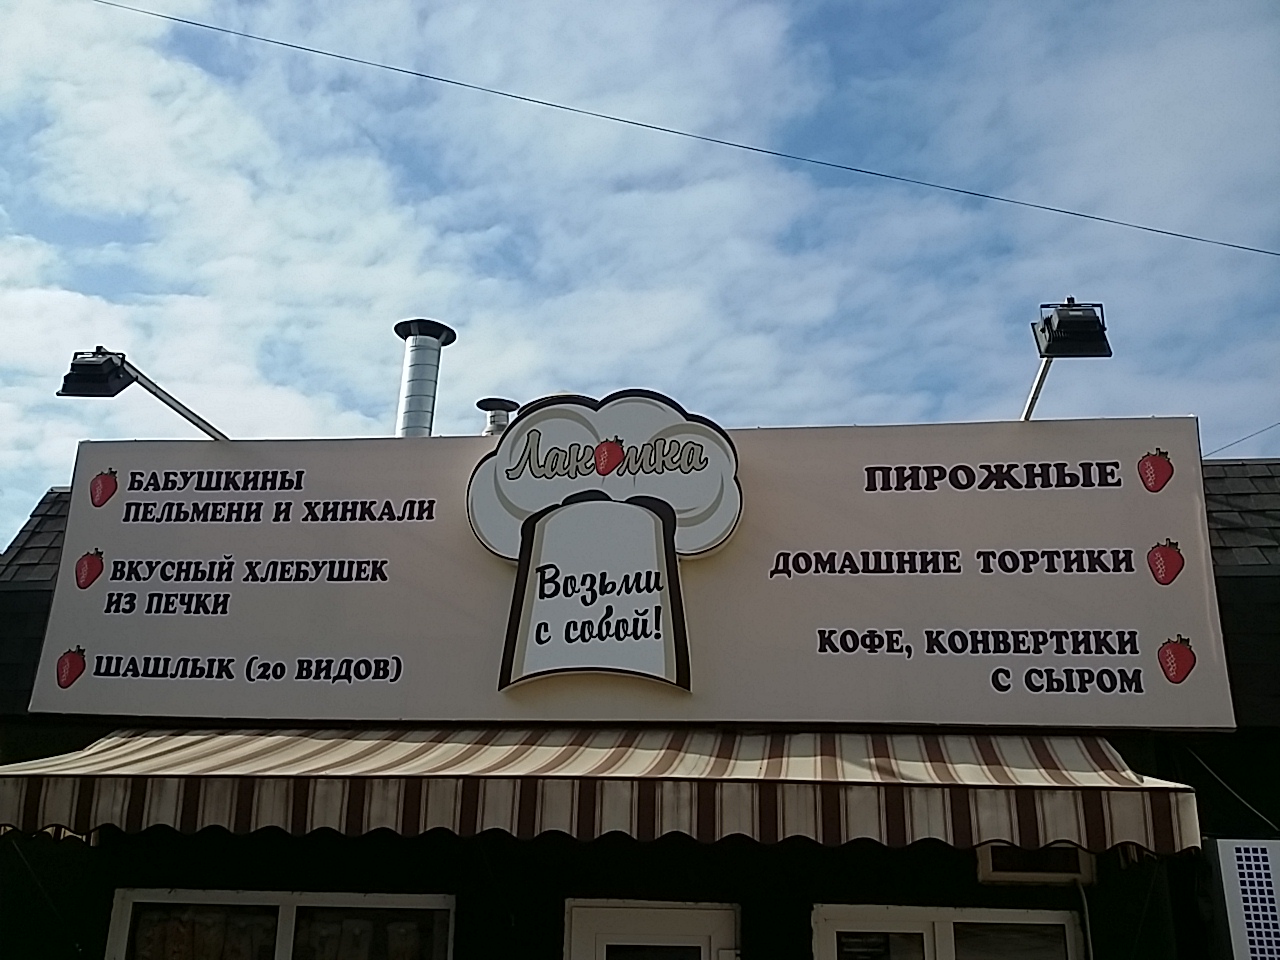 БАБУШКИНЫ
ПЕЛЬМЕНИ И ХИНКАЛИ
ВКУСНЫЙ ХЛЕБУШЕК
ИЗ ПЕЧКИ
ШАШЛЫК (20 ВИДОВ)
Лакомка
Возьми
с собой!
ПИРОЖНЫЕ
ДОМАШНИЕ ТОРТИКИ
КОФЕ, КОНВЕРТИКИ
С СЫРОМ